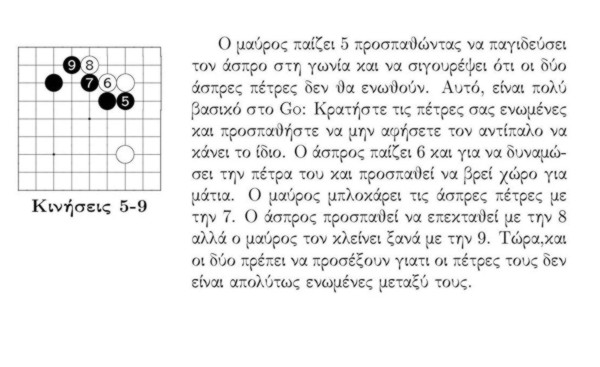 Ο μαύρος παίζει 5 προσπαθώντας να παγιδεύσει
τον άσπρο στη γωνία και να σιγουρέψει ότι οι δύο
άσπρες πέτρες δεν θα ενωθούν. Αυτό, είναι πολύ
βασικό στο Go: Κρατήστε τις πέτρες σας ενωμένες
και προσπαθήστε να μην αφήσετε τον αντίπαλο να
κάνει το ίδιο. Ο άσπρος παίζει 6 και για να δυναμώ-
σει την πέτρα του και προσπαθεί να βρεί χώρο για
μάτια. Ο μαύρος μπλοκάρει τις άσπρες πέτρες με
την 7. Ο άσπρος προσπαθεί να επεκταθεί με την 8
αλλά ο μαύρος τον κλείνει ξανά με την 9. Τώρα,και
οι δύο πρέπει να προσέξουν γιατι οι πέτρες τους δεν
είναι απολύτως ενωμένες μεταξύ τους.
9 8
7 6
5
Κινήσεις 5-9